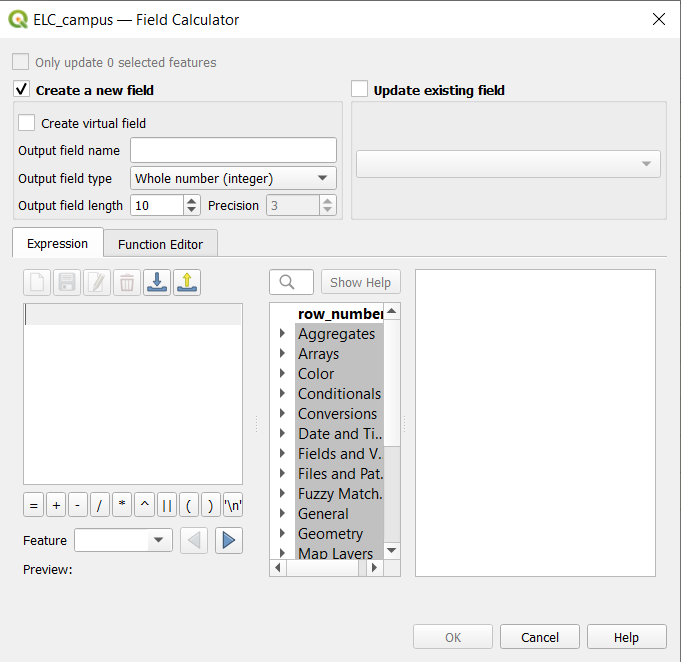 ELC_campus — Field Calculator
Only update 0 selected features
Create a new field
Update existing field
Create virtual field
Output field name
Output field type Whole number (integer)
Output field length 10 Precision 3
Expression Function Editor
Show Help
row_number
Aggregates
Arrays
Color
Conditionals
Conversions
Date and Ti..
Fields and V.
Files and Pat.
Fuzzy Match.
General
Geometry
Map Layers
= + - / * ^ || ( ) '\n'
Feature
Preview:
OK Cancel Help